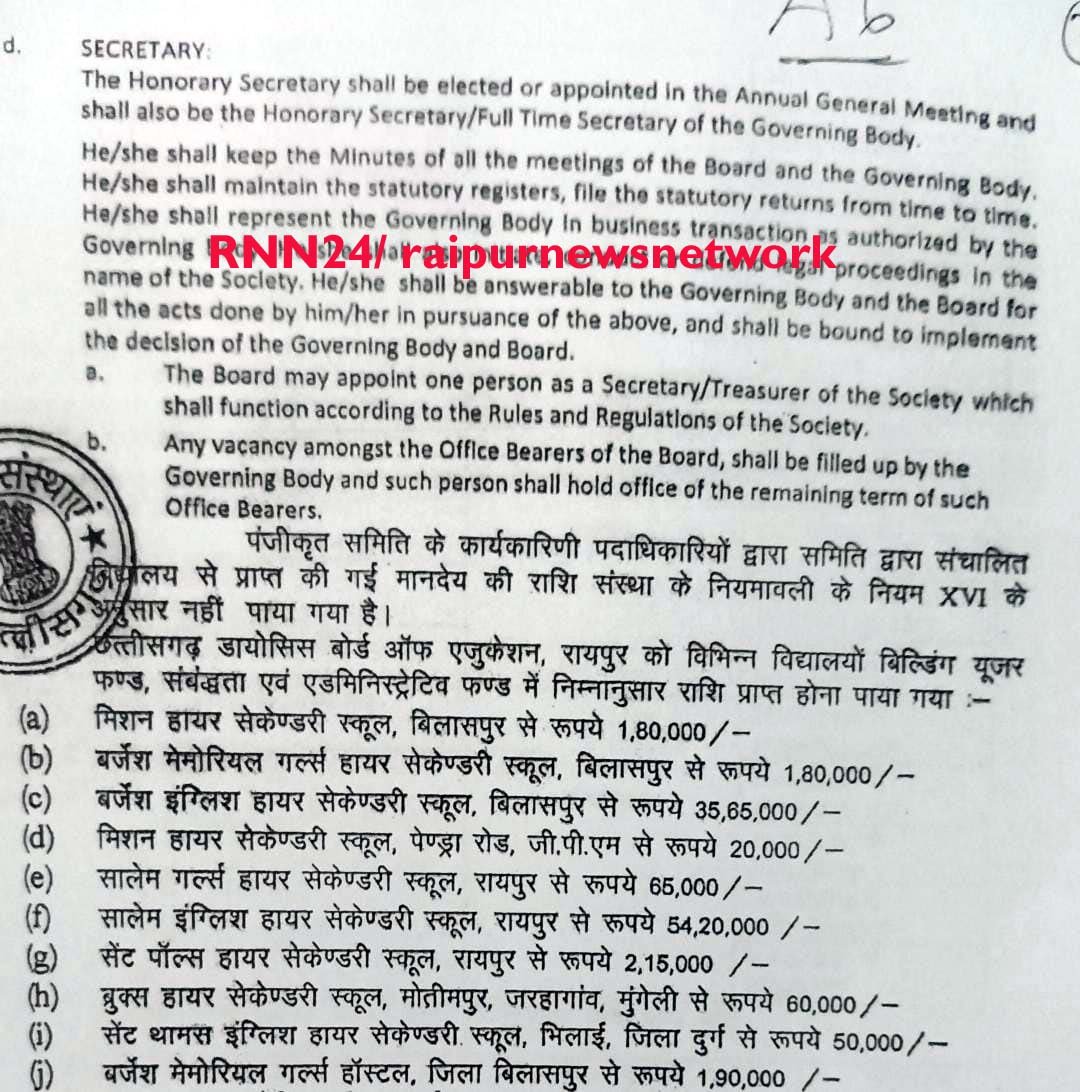 Ab
d. SECRETARY:
The Honorary Secretary shall be elected or appointed in the Annual General Meeting and
shall also be the Honorary Secretary/Full Time Secretary of the Governing Body.
He/she shall keep the Minutes of all the meetings of the Board and the Governing Body.
He/she shall maintain the statutory registers, file the statutory returns from time to time.
He/she shall represent the Governing Body in business transaction as authorized by the
Governing legal proceedings in the
RNN24/ raipurnewsnetwork
name of the Society. He/she shall be answerable to the Governing Body and the Board for
all the acts done by him/her in pursuance of the above, and shall be bound to implement
the decision of the Governing Body and Board.
a. The Board may appoint one person as a Secretary/Treasurer of the Society which
shall function according to the Rules and Regulations of the Society.
b. Any vacancy amongst the Office Bearers of the Board, shall be filled up by the
Governing Body and such person shall hold office of the remaining term of such
Office Bearers.
संस्थाएं
पंजीकृत समिति के कार्यकारिणी पदाधिकारियों द्वारा समिति द्वारा संचालित
विद्यालय से प्राप्त की गई मानदेय की राशि संस्था के नियमावली के नियम XVI के
अनुसार नहीं पाया गया है।
छत्तीसगढ़ डायोसिस बोर्ड ऑफ एजुकेशन, रायपुर को विभिन्न विद्यालयों बिल्डिंग यूजर
फण्ड, संबंद्धता एवं एडमिनिस्ट्रेटिव फण्ड में निम्नानुसार राशि प्राप्त होना पाया गया :–
(a) मिशन हायर सेकेण्डरी स्कूल, बिलासपुर से रूपये 1,80,000/–
(b) बर्जेश मेमोरियल गर्ल्स हायर सेकेण्डरी स्कूल, बिलासपुर से रूपये 1,80,000/–
(c) बर्जेश इंग्लिश हायर सेकेण्डरी स्कूल, बिलासपुर से रूपये 35,65,000/–
(d) मिशन हायर सेकेण्डरी स्कूल, पेण्ड्रा रोड, जी.पी.एम से रूपये 20,000/–
(e) सालेम गर्ल्स हायर सेकेण्डरी स्कूल, रायपुर से रूपये 65,000/–
(f) सालेम इंग्लिश हायर सेकेण्डरी स्कूल, रायपुर से रूपये 54,20,000 /–
(g) सेंट पॉल्स हायर सेकेण्डरी स्कूल, रायपुर से रूपये 2,15,000 /–
(h) ब्रुक्स हायर सेकेण्डरी स्कूल, मोतीमपुर, जरहागांव, मुंगेली से रूपये 60,000/–
(i) सेंट थामस इंग्लिश हायर सेकेण्डरी स्कूल, भिलाई, जिला दुर्ग से रूपये 50,000/–
(j) बर्जेश मेमोरियल गर्ल्स हॉस्टल, जिला बिलासपुर से रूपये 1,90,000 /–